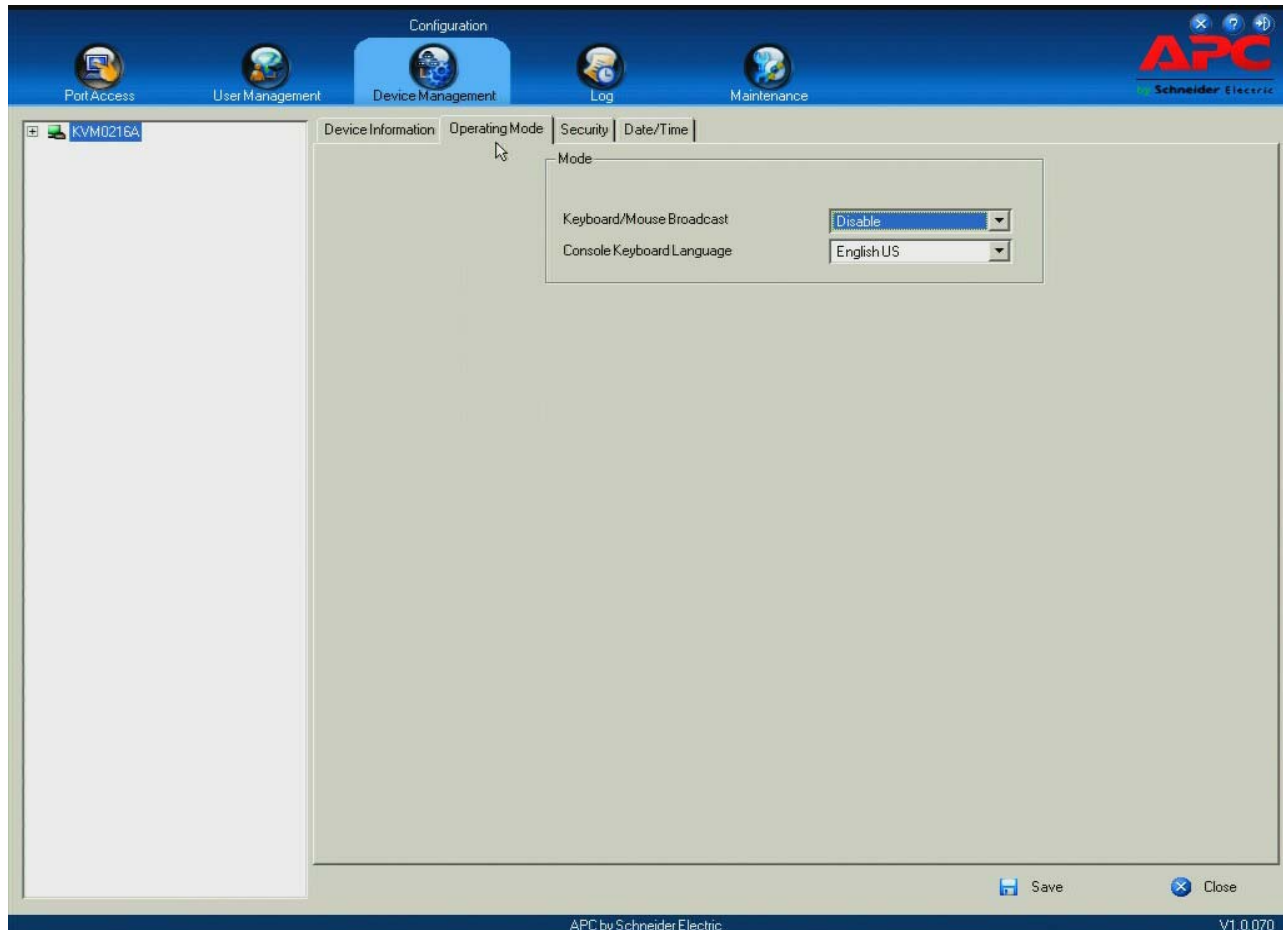 Configuration
Port Access
User Management
Device Management
Log
Maintenance
APC
by Schneider Electric
KVM0216A
Device Information
Operating Mode
Security
Date/Time
Mode
Keyboard/Mouse Broadcast
Disable
Console Keyboard Language
English US
Save
Close
APC by Schneider Electric
V1.0.070